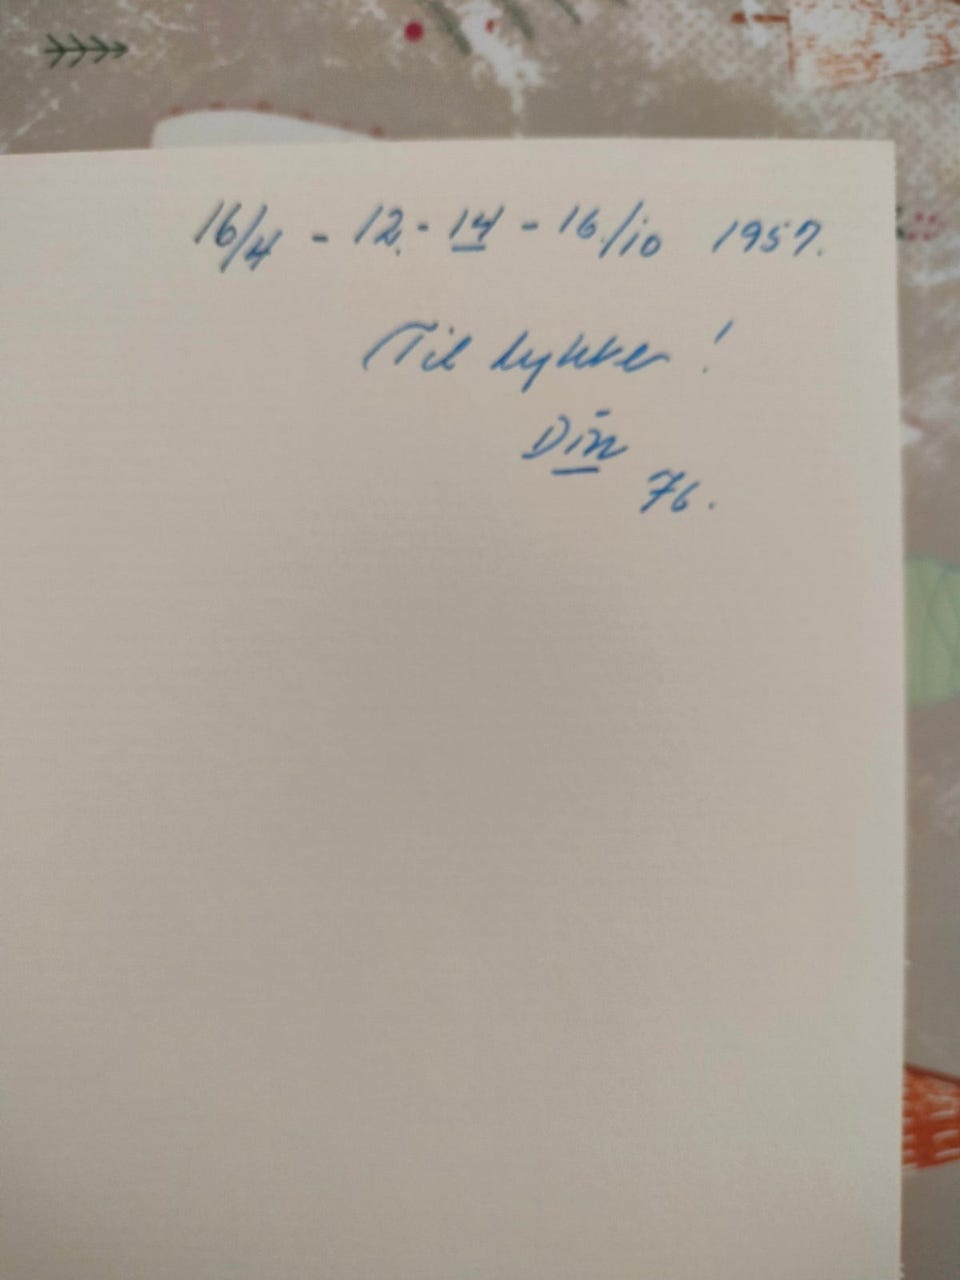 16/4 - 12. - 14 - 16./10 1957.
Til lykke!
Din
76.